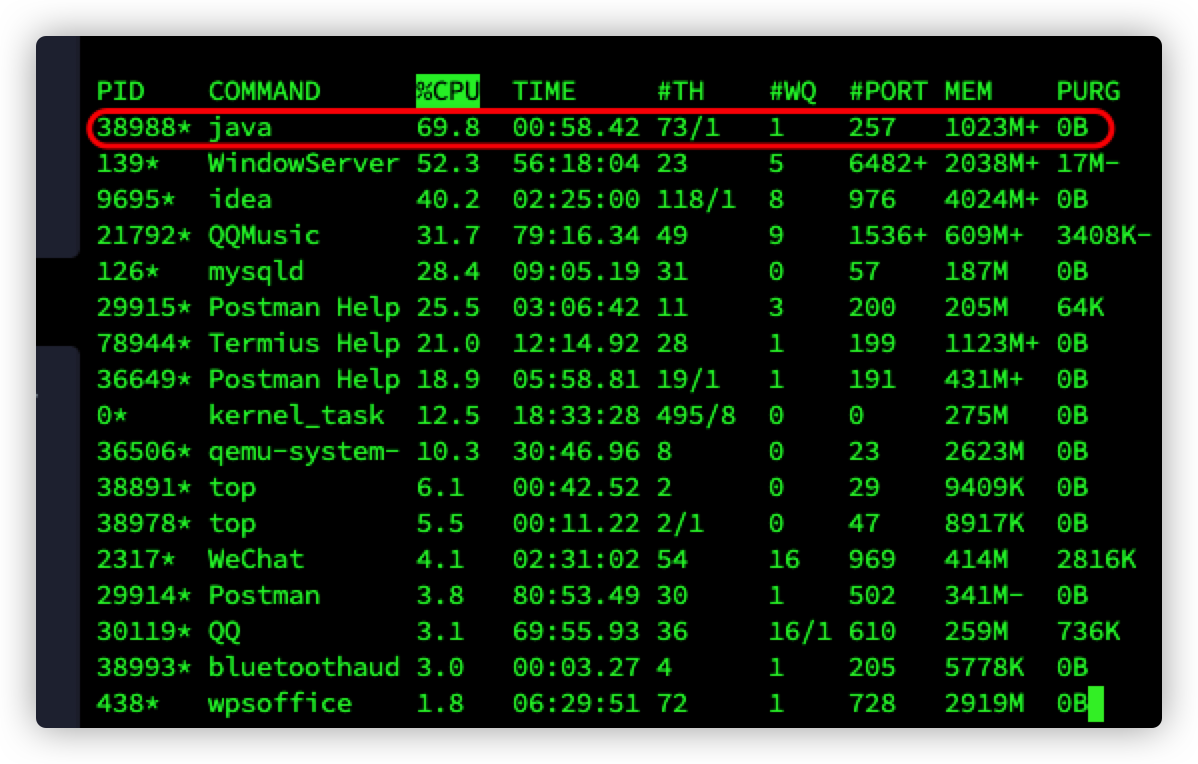 PID COMMAND %CPU TIME #TH #WQ #PORT MEM PURG
38988* java 69.8 00:58.42 73/1 1 257 1023M+ 0B
139* WindowServer 52.3 56:18:04 23 5 6482+ 2038M+ 17M-
9695* idea 40.2 02:25:00 118/1 8 976 4024M+ 0B
21792* QQMusic 31.7 79:16.34 49 9 1536+ 609M+ 3408K-
126* mysqld 28.4 09:05.19 31 0 57 187M 0B
29915* Postman Help 25.5 03:06:42 11 3 200 205M 64K
78944* Termius Help 21.0 12:14.92 28 1 199 1123M+ 0B
36649* Postman Help 18.9 05:58.81 19/1 1 191 431M+ 0B
0* kernel_task 12.5 18:33:28 495/8 0 0 275M 0B
36506* qemu-system- 10.3 30:46.96 8 0 23 2623M 0B
38891* top 6.1 00:42.52 2 0 29 9409K 0B
38978* top 5.5 00:11.22 2/1 0 47 8917K 0B
2317* WeChat 4.1 02:31:02 54 16 969 414M 2816K
29914* Postman 3.8 80:53.49 30 1 502 341M- 0B
30119* QQ 3.1 69:55.93 36 16/1 610 259M 736K
38993* bluetoothaud 3.0 00:03.27 4 1 205 5778K 0B
438* wpsoffice 1.8 06:29:51 72 1 728 2919M 0B